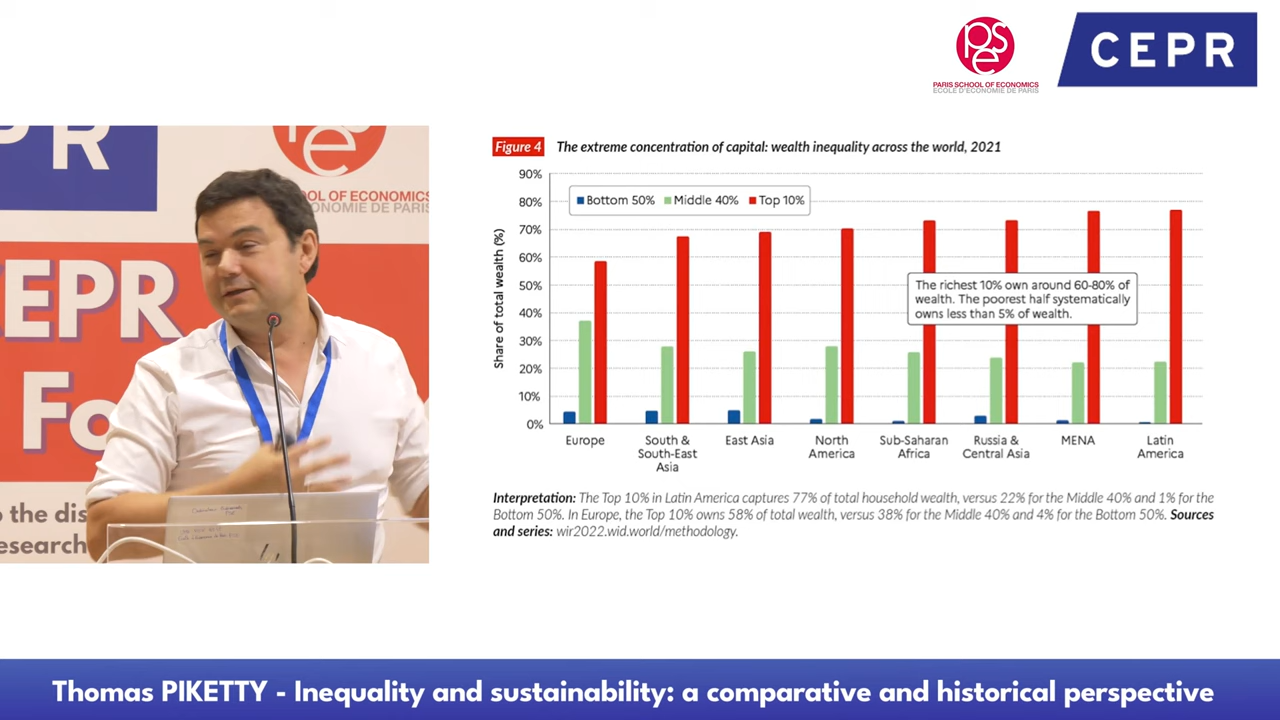 pse
PARIS SCHOOL OF ECONOMICS
ECOLE D'ECONOMIE DE PARIS
CEPR
PR
OL OF ECONOMICS
ONOMIE DE PARIS
EPR
Fo
the dis
esearch
Figure 4 The extreme concentration of capital: wealth inequality across the world, 2021
90%
80%
70%
60%
50%
40%
30%
20%
10%
0%
Share of total wealth (%)
Bottom 50% Middle 40% Top 10%
The richest 10% own around 60-80% of
wealth. The poorest half systematically
owns less than 5% of wealth.
Europe
South &
South-East
Asia
East Asia
North
America
Sub-Saharan
Africa
Russia &
Central Asia
MENA
Latin
America
Interpretation: The Top 10% in Latin America captures 77% of total household wealth, versus 22% for the Middle 40% and 1% for the
Bottom 50%. In Europe, the Top 10% owns 58% of total wealth, versus 38% for the Middle 40% and 4% for the Bottom 50%. Sources
and series: wir2022.wid.world/methodology.
Thomas PIKETTY - Inequality and sustainability: a comparative and historical perspective